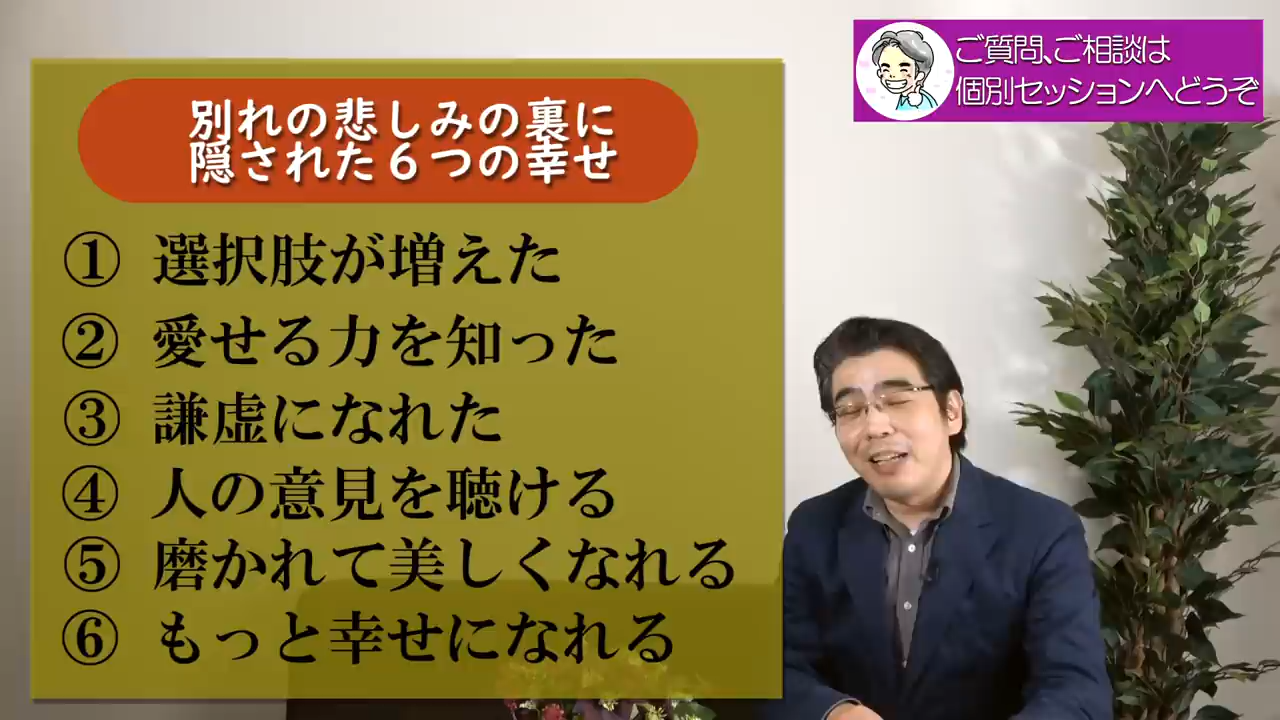 別れの悲しみの裏に
隠された6つの幸せ
① 選択肢が増えた
② 愛せる力を知った
③ 謙虚になれた
④ 人の意見を聴ける
⑤ 磨かれて美しくなれる
⑥ もっと幸せになれる
ご質問、ご相談は
個別セッションへどうぞ